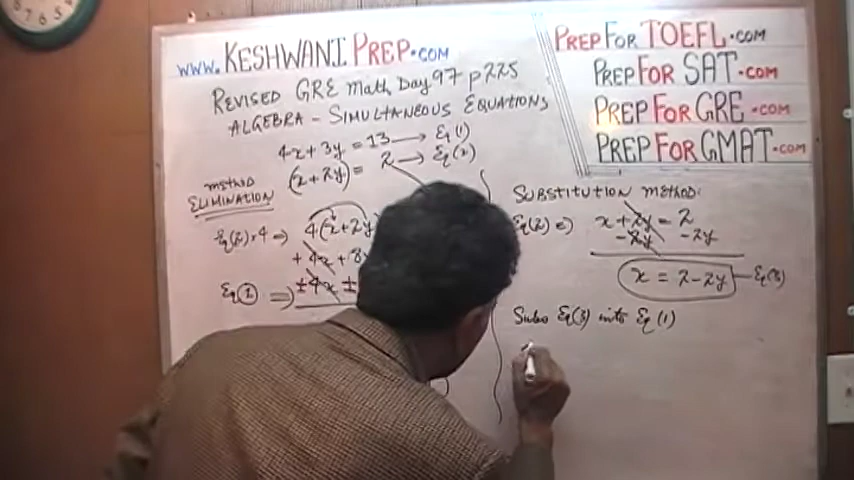 www. KESHWANI PREP.COM
REVISED GRE Math Day 97 p225
ALGEBRA - SIMULTANEOUS EQUATIONS
4x + 3y = 13 → Eq (1)
(x + 2y) = 2 → Eq (2)
METHOD
ELIMINATION
Eq(2) x 4 ⇒ 4(x + 2y
+ 4x + 8
Eq (1) ⇒ ± 4x ±
PREP FOR TOEFL.COM
PREP FOR SAT.COM
PREP FOR GRE.COM
PREP FOR GMAT.COM
SUBSTITUTION METHOD:
Eq(2) ⇒ x + 2y = 2
- 2y - 2y
x = 2 - 2y — Eq(3)
Subs Eq(3) into Eq (1)